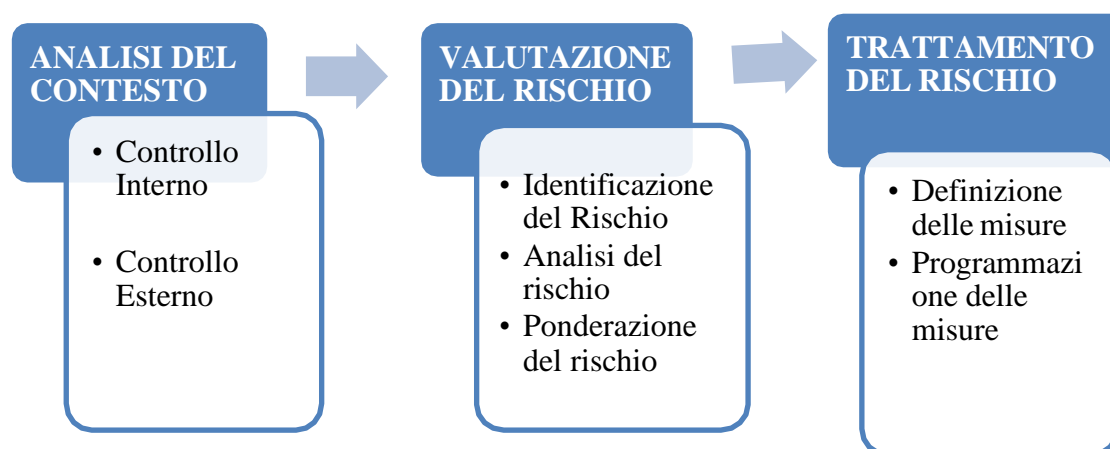 ANALISI DEL
CONTESTO
• Controllo
Interno
• Controllo
Esterno
VALUTAZIONE
DEL RISCHIO
• Identificazione
del Rischio
• Analisi del
rischio
• Ponderazione
del rischio
TRATTAMENTO
DEL RISCHIO
• Definizione
delle misure
• Programmazi
one delle
misure